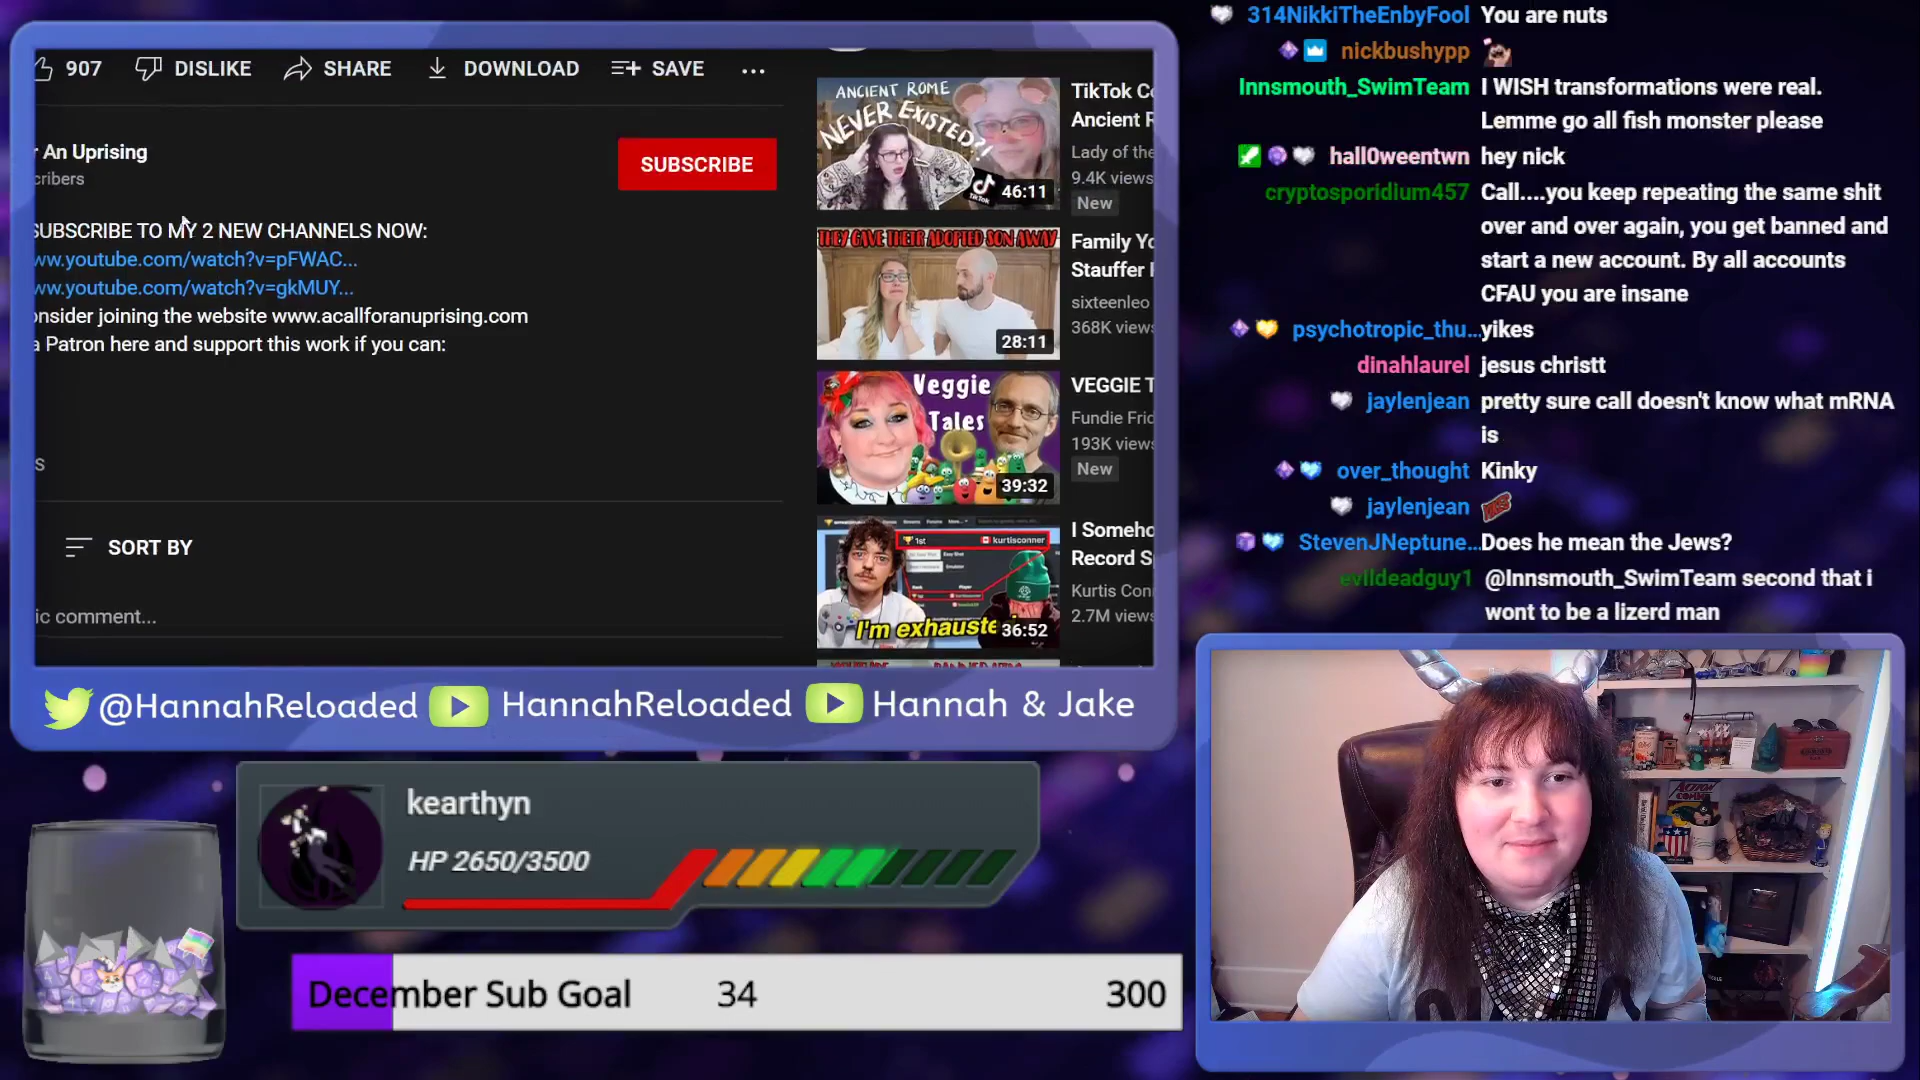 907
DISLIKE
SHARE
DOWNLOAD
SAVE
...
r An Uprising
cribers
SUBSCRIBE
SUBSCRIBE TO MY 2 NEW CHANNELS NOW:
ww.youtube.com/watch?v=pFWAC...
ww.youtube.com/watch?v=gkMUY...
onsider joining the website www.acallforanuprising.com
a Patron here and support this work if you can:
s
SORT BY
ic comment...
ANCIENT ROME
NEVER EXISTED?!
TikTok
46:11
TikTok Co
Ancient R
Lady of the
9.4K views
New
THEY GAVE THEIR ADOPTED SON AWAY
28:11
Family Yo
Stauffer
sixteenleo
368K views
Veggie
Tales
39:32
VEGGIE T
Fundie Frid
193K views
New
1st
kurtisconner
I'm exhauste
36:52
I Someho
Record S
Kurtis Con
2.7M views
@HannahReloaded
HannahReloaded
Hannah & Jake
kearthyn
HP 2650/3500
December Sub Goal 34 300
314NikkiTheEnbyFool You are nuts
nickbushypp
Innsmouth_SwimTeam I WISH transformations were real.
Lemme go all fish monster please
hall0weentwn hey nick
cryptosporidium457 Call....you keep repeating the same shit
over and over again, you get banned and
start a new account. By all accounts
CFAU you are insane
psychotropic_thu... yikes
dinahlaurel jesus christt
jaylenjean pretty sure call doesn't know what mRNA
is
over_thought Kinky
jaylenjean
StevenJNeptune... Does he mean the Jews?
evildeadguy1 @Innsmouth_SwimTeam second that i
wont to be a lizerd man
ACTION